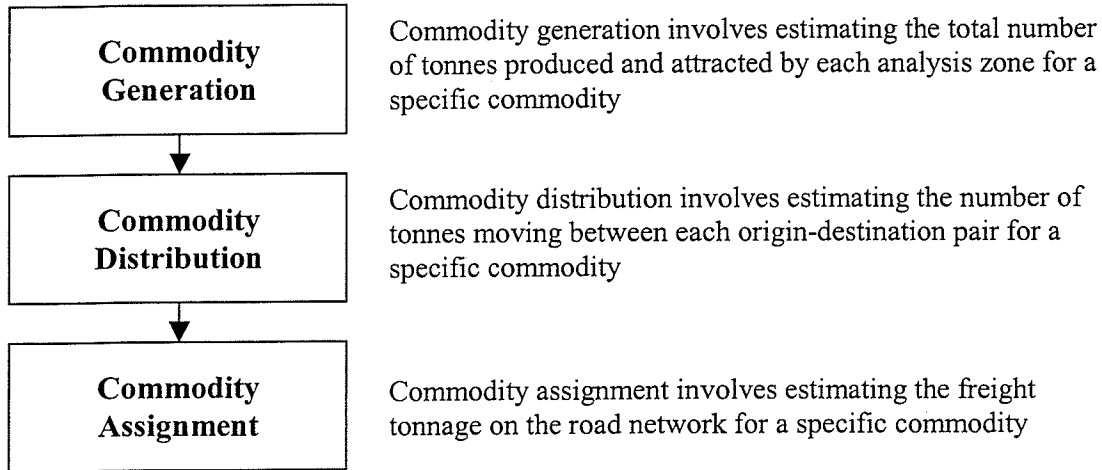 Commodity
Generation
Commodity generation involves estimating the total number
of tonnes produced and attracted by each analysis zone for a
specific commodity
Commodity
Distribution
Commodity distribution involves estimating the number of
tonnes moving between each origin-destination pair for a
specific commodity
Commodity
Assignment
Commodity assignment involves estimating the freight
tonnage on the road network for a specific commodity